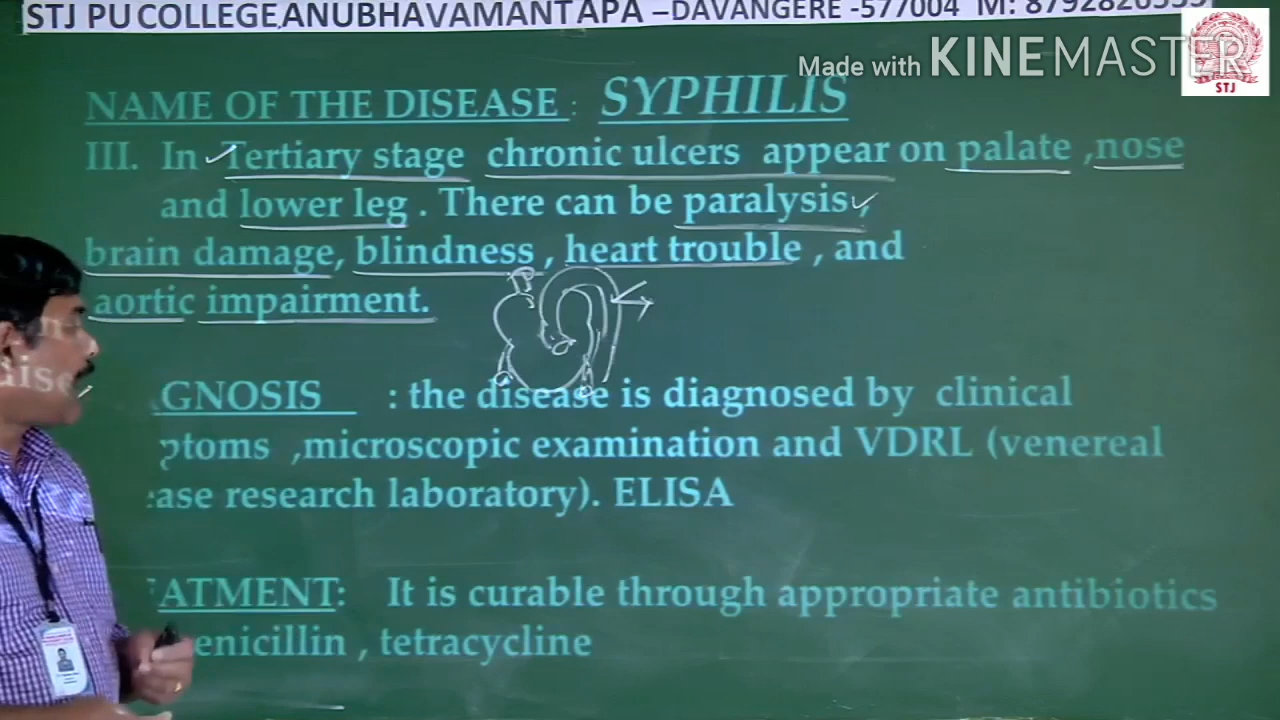 STJ PU COLLEGE,ANUBHAVAMANTAPA –DAVANGERE -577004 M:
Made with KINEMASTER
STJ
NAME OF THE DISEASE : SYPHILIS
III. In Tertiary stage chronic ulcers appear on palate ,nose
and lower leg . There can be paralysis ,
brain damage, blindness , heart trouble , and
aortic impairment.
GNOSIS : the disease is diagnosed by clinical
ptoms ,microscopic examination and VDRL (venereal
ase research laboratory). ELISA
ATMENT: It is curable through appropriate antibiotics
enicillin , tetracycline